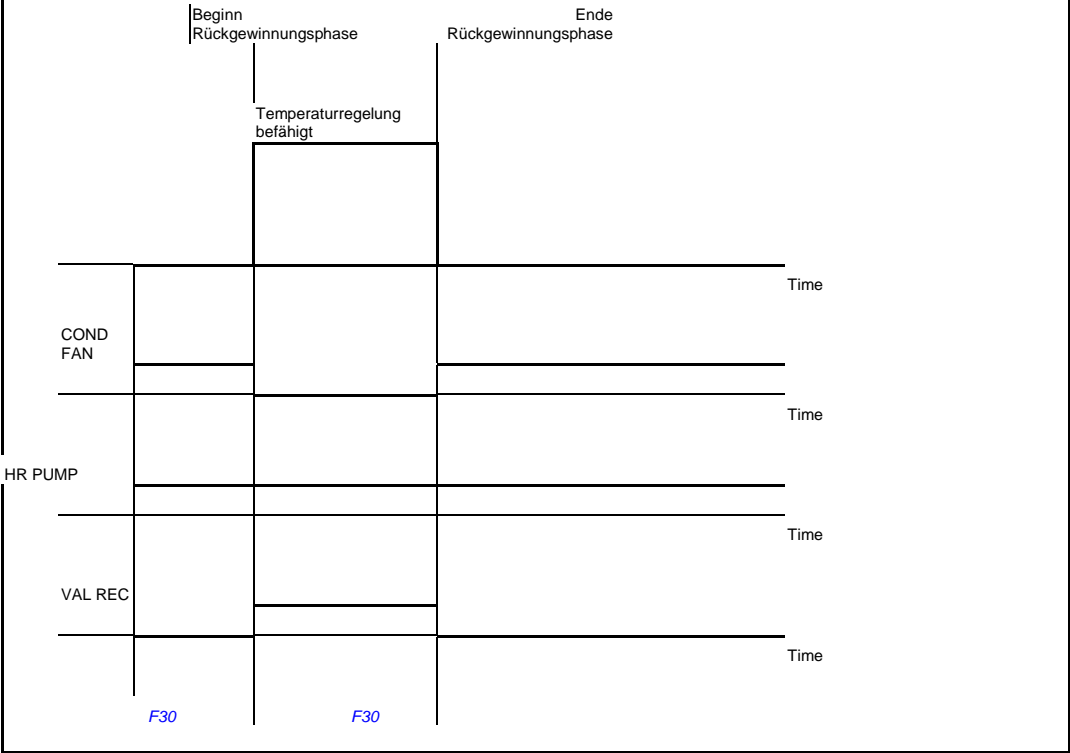 Beginn
Rückgewinnungsphase
Ende
Rückgewinnungsphase
Temperaturregelung
befähigt
Time
COND
FAN
Time
HR PUMP
Time
VAL REC
Time
F30
F30